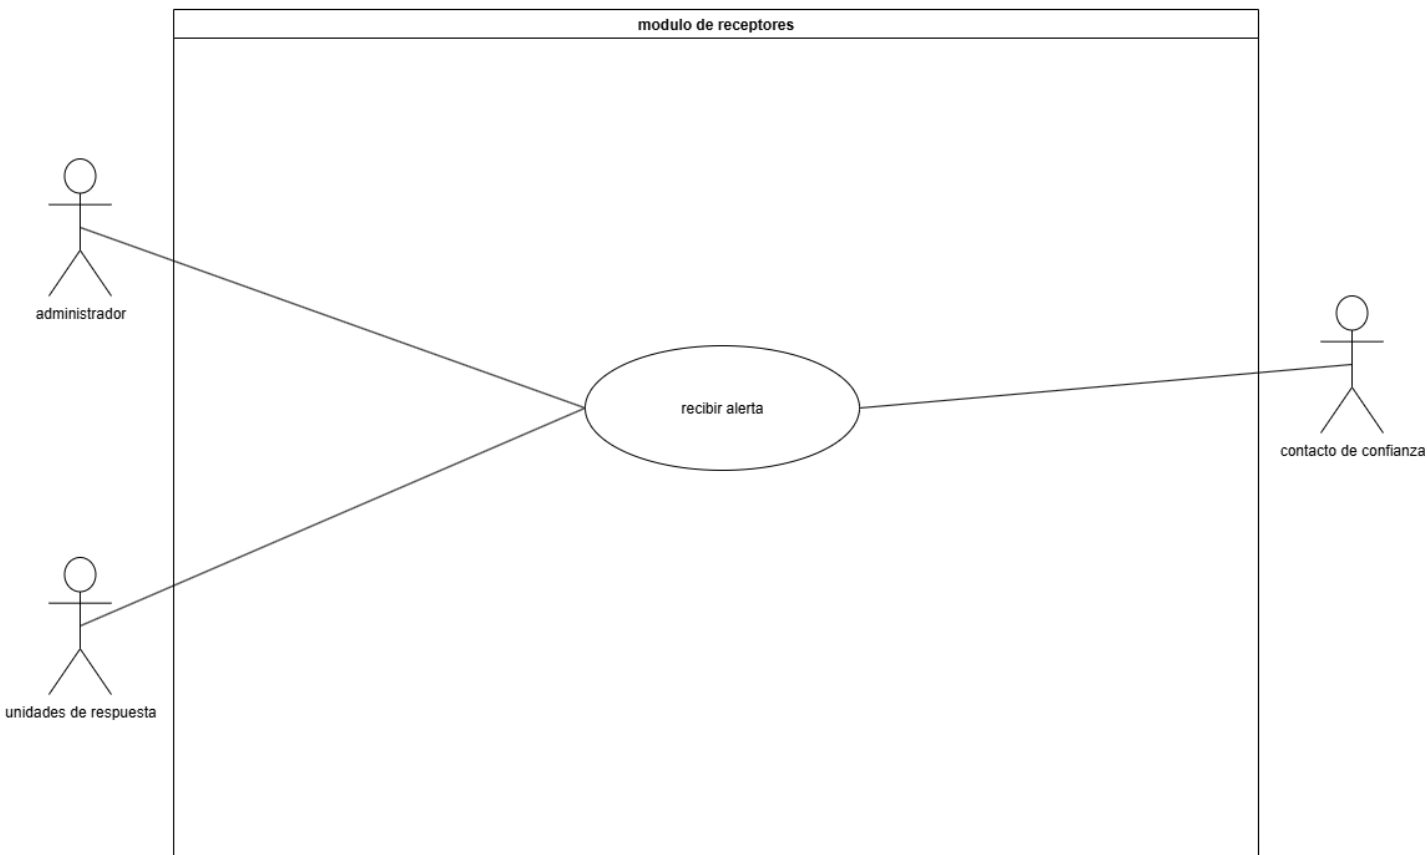 modulo de receptores
administrador
recibir alerta
contacto de confianza
unidades de respuesta